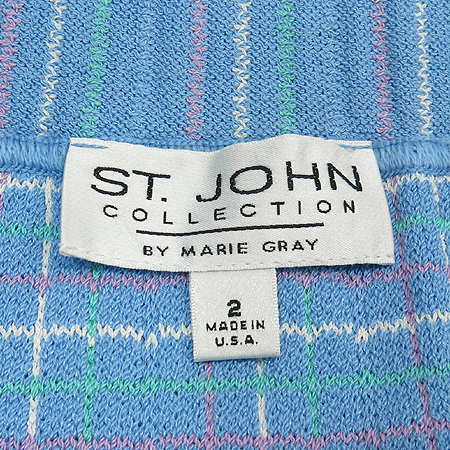 ST. JOHN
COLLECTION
BY MARIE GRAY
2
MADE IN
U.S.A.